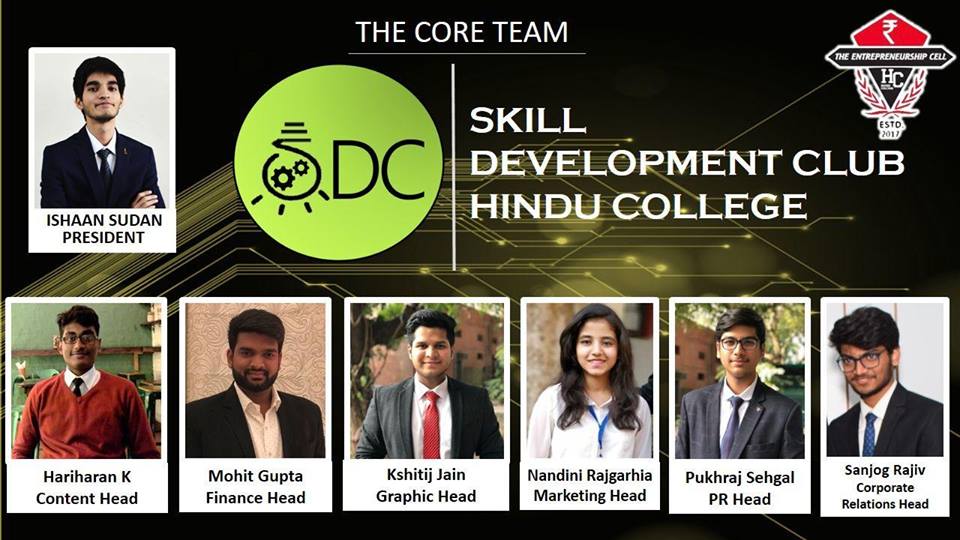 THE CORE TEAM
₹
THE ENTREPRENEURSHIP CELL
HC
ESTD.
2017
SDC
SKILL
DEVELOPMENT CLUB
HINDU COLLEGE
ISHAAN SUDAN
PRESIDENT
Hariharan K
Content Head
Mohit Gupta
Finance Head
Kshitij Jain
Graphic Head
Nandini Rajgarhia
Marketing Head
Pukhraj Sehgal
PR Head
Sanjog Rajiv
Corporate
Relations Head